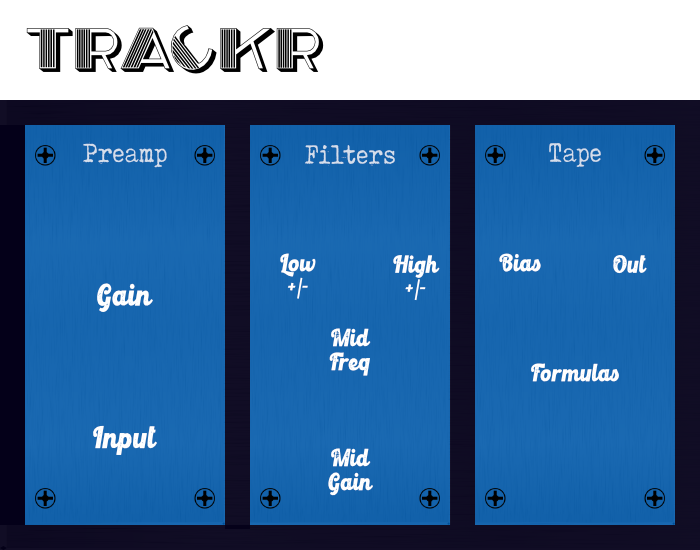 TRACKR
Preamp
Gain
Input
Filters
Low
+/-
High
+/-
Mid
Freq
Mid
Gain
Tape
Bias
Out
Formulas